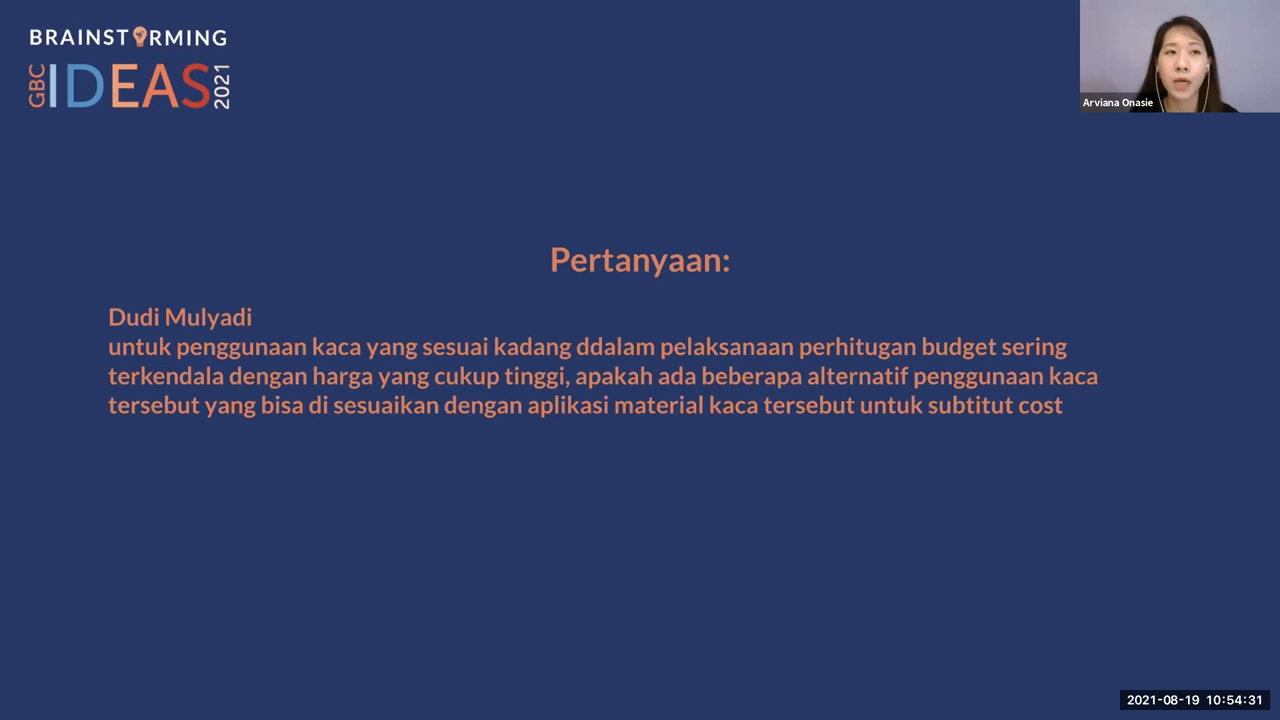 BRAINSTORMING
GBC IDEAS 2021
Arviana Onasie
Pertanyaan:
Dudi Mulyadi
untuk penggunaan kaca yang sesuai kadang ddalam pelaksanaan perhitugan budget sering
terkendala dengan harga yang cukup tinggi, apakah ada beberapa alternatif penggunaan kaca
tersebut yang bisa di sesuaikan dengan aplikasi material kaca tersebut untuk subtitut cost
2021-08-19 10:54:31